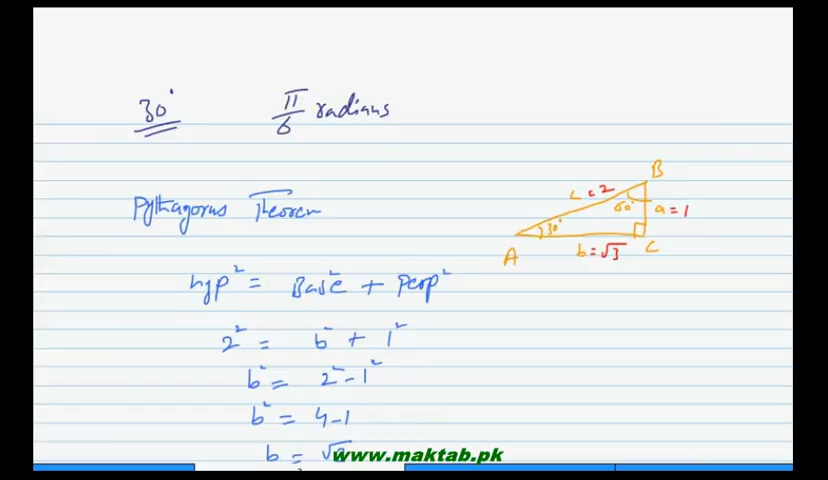 30° π/6 radians
B
c = 2
60°
a = 1
30°
A
b = √3
C
Pythagorus Theorem
hyp² = Base² + Perp²
2² = b² + 1²
b² = 2² - 1²
b² = 4-1
b = √3
www.maktab.pk